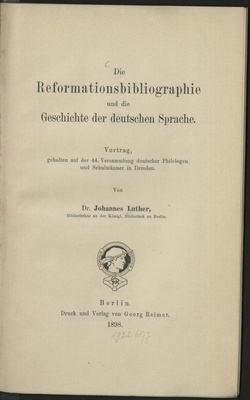 Die
Reformationsbibliographie
und die
Geschichte der deutschen Sprache.
Vortrag,
gehalten auf der 44. Versammlung deutscher Philologen
und Schulmänner in Dresden.
Von
Dr. Johannes Luther,
Bibliothekar an der Königl. Bibliothek zu Berlin.
Berlin.
Druck und Verlag von Georg Reimer.
1898.